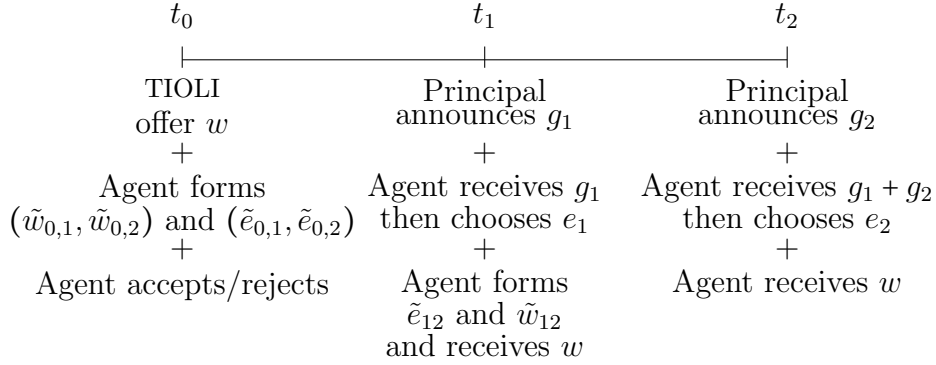 t₀ t₁ t₂
TIOLI Principal Principal
offer w announces g₁ announces g₂
+ + +
Agent forms Agent receives g₁ Agent receives g₁ + g₂
(w̃₀,₁, w̃₀,₂) and (ẽ₀,₁, ẽ₀,₂) then chooses e₁ then chooses e₂
+ + +
Agent accepts/rejects Agent forms Agent receives w
ẽ₁₂ and w̃₁₂
and receives w